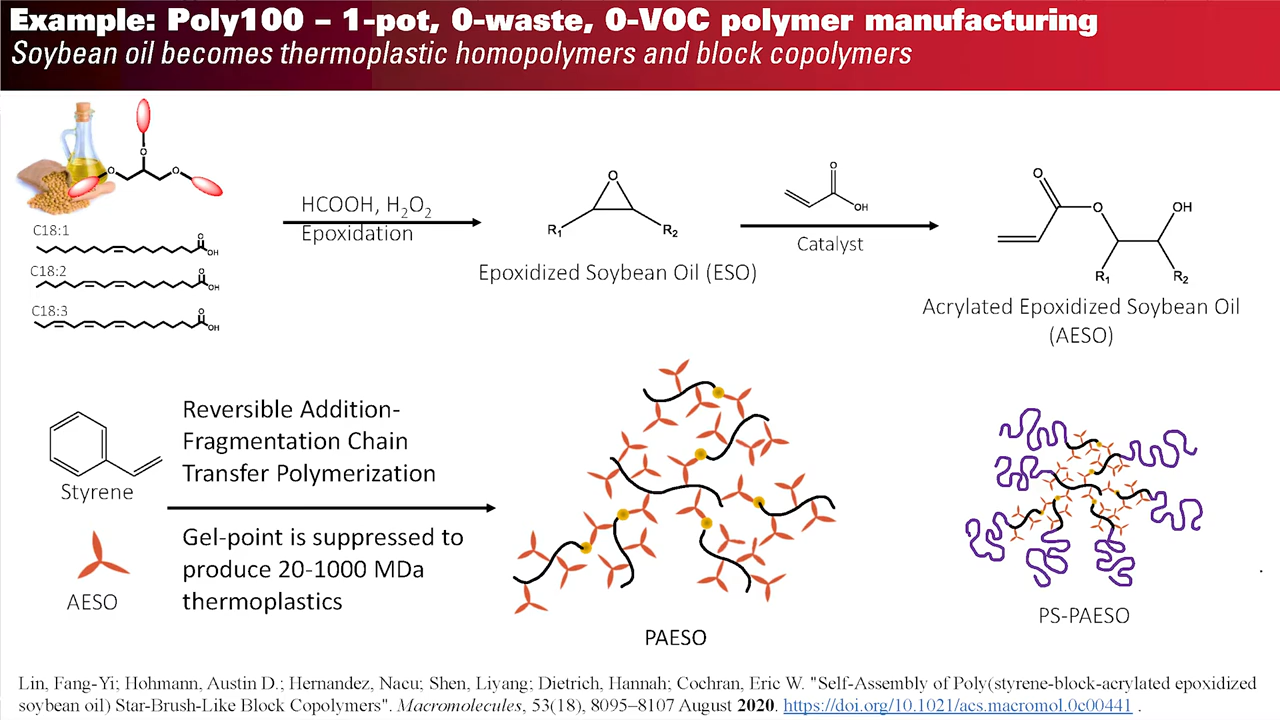 Example: Poly100 – 1-pot, 0-waste, 0-VOC polymer manufacturing
Soybean oil becomes thermoplastic homopolymers and block copolymers
O
O
O
C18:1
O
OH
C18:2
O
OH
C18:3
O
OH
HCOOH, H₂O₂
Epoxidation
O
R₁
R₂
Epoxidized Soybean Oil (ESO)
O
OH
Catalyst
O
O
OH
R₁
R₂
Acrylated Epoxidized Soybean Oil
(AESO)
Styrene
AESO
Reversible Addition-
Fragmentation Chain
Transfer Polymerization
Gel-point is suppressed to
produce 20-1000 MDa
thermoplastics
PAESO
PS-PAESO
Lin, Fang-Yi; Hohmann, Austin D.; Hernandez, Nacu; Shen, Liyang; Dietrich, Hannah; Cochran, Eric W. "Self-Assembly of Poly(styrene-block-acrylated epoxidized
soybean oil) Star-Brush-Like Block Copolymers". Macromolecules, 53(18), 8095–8107 August 2020. https://doi.org/10.1021/acs.macromol.0c00441 .